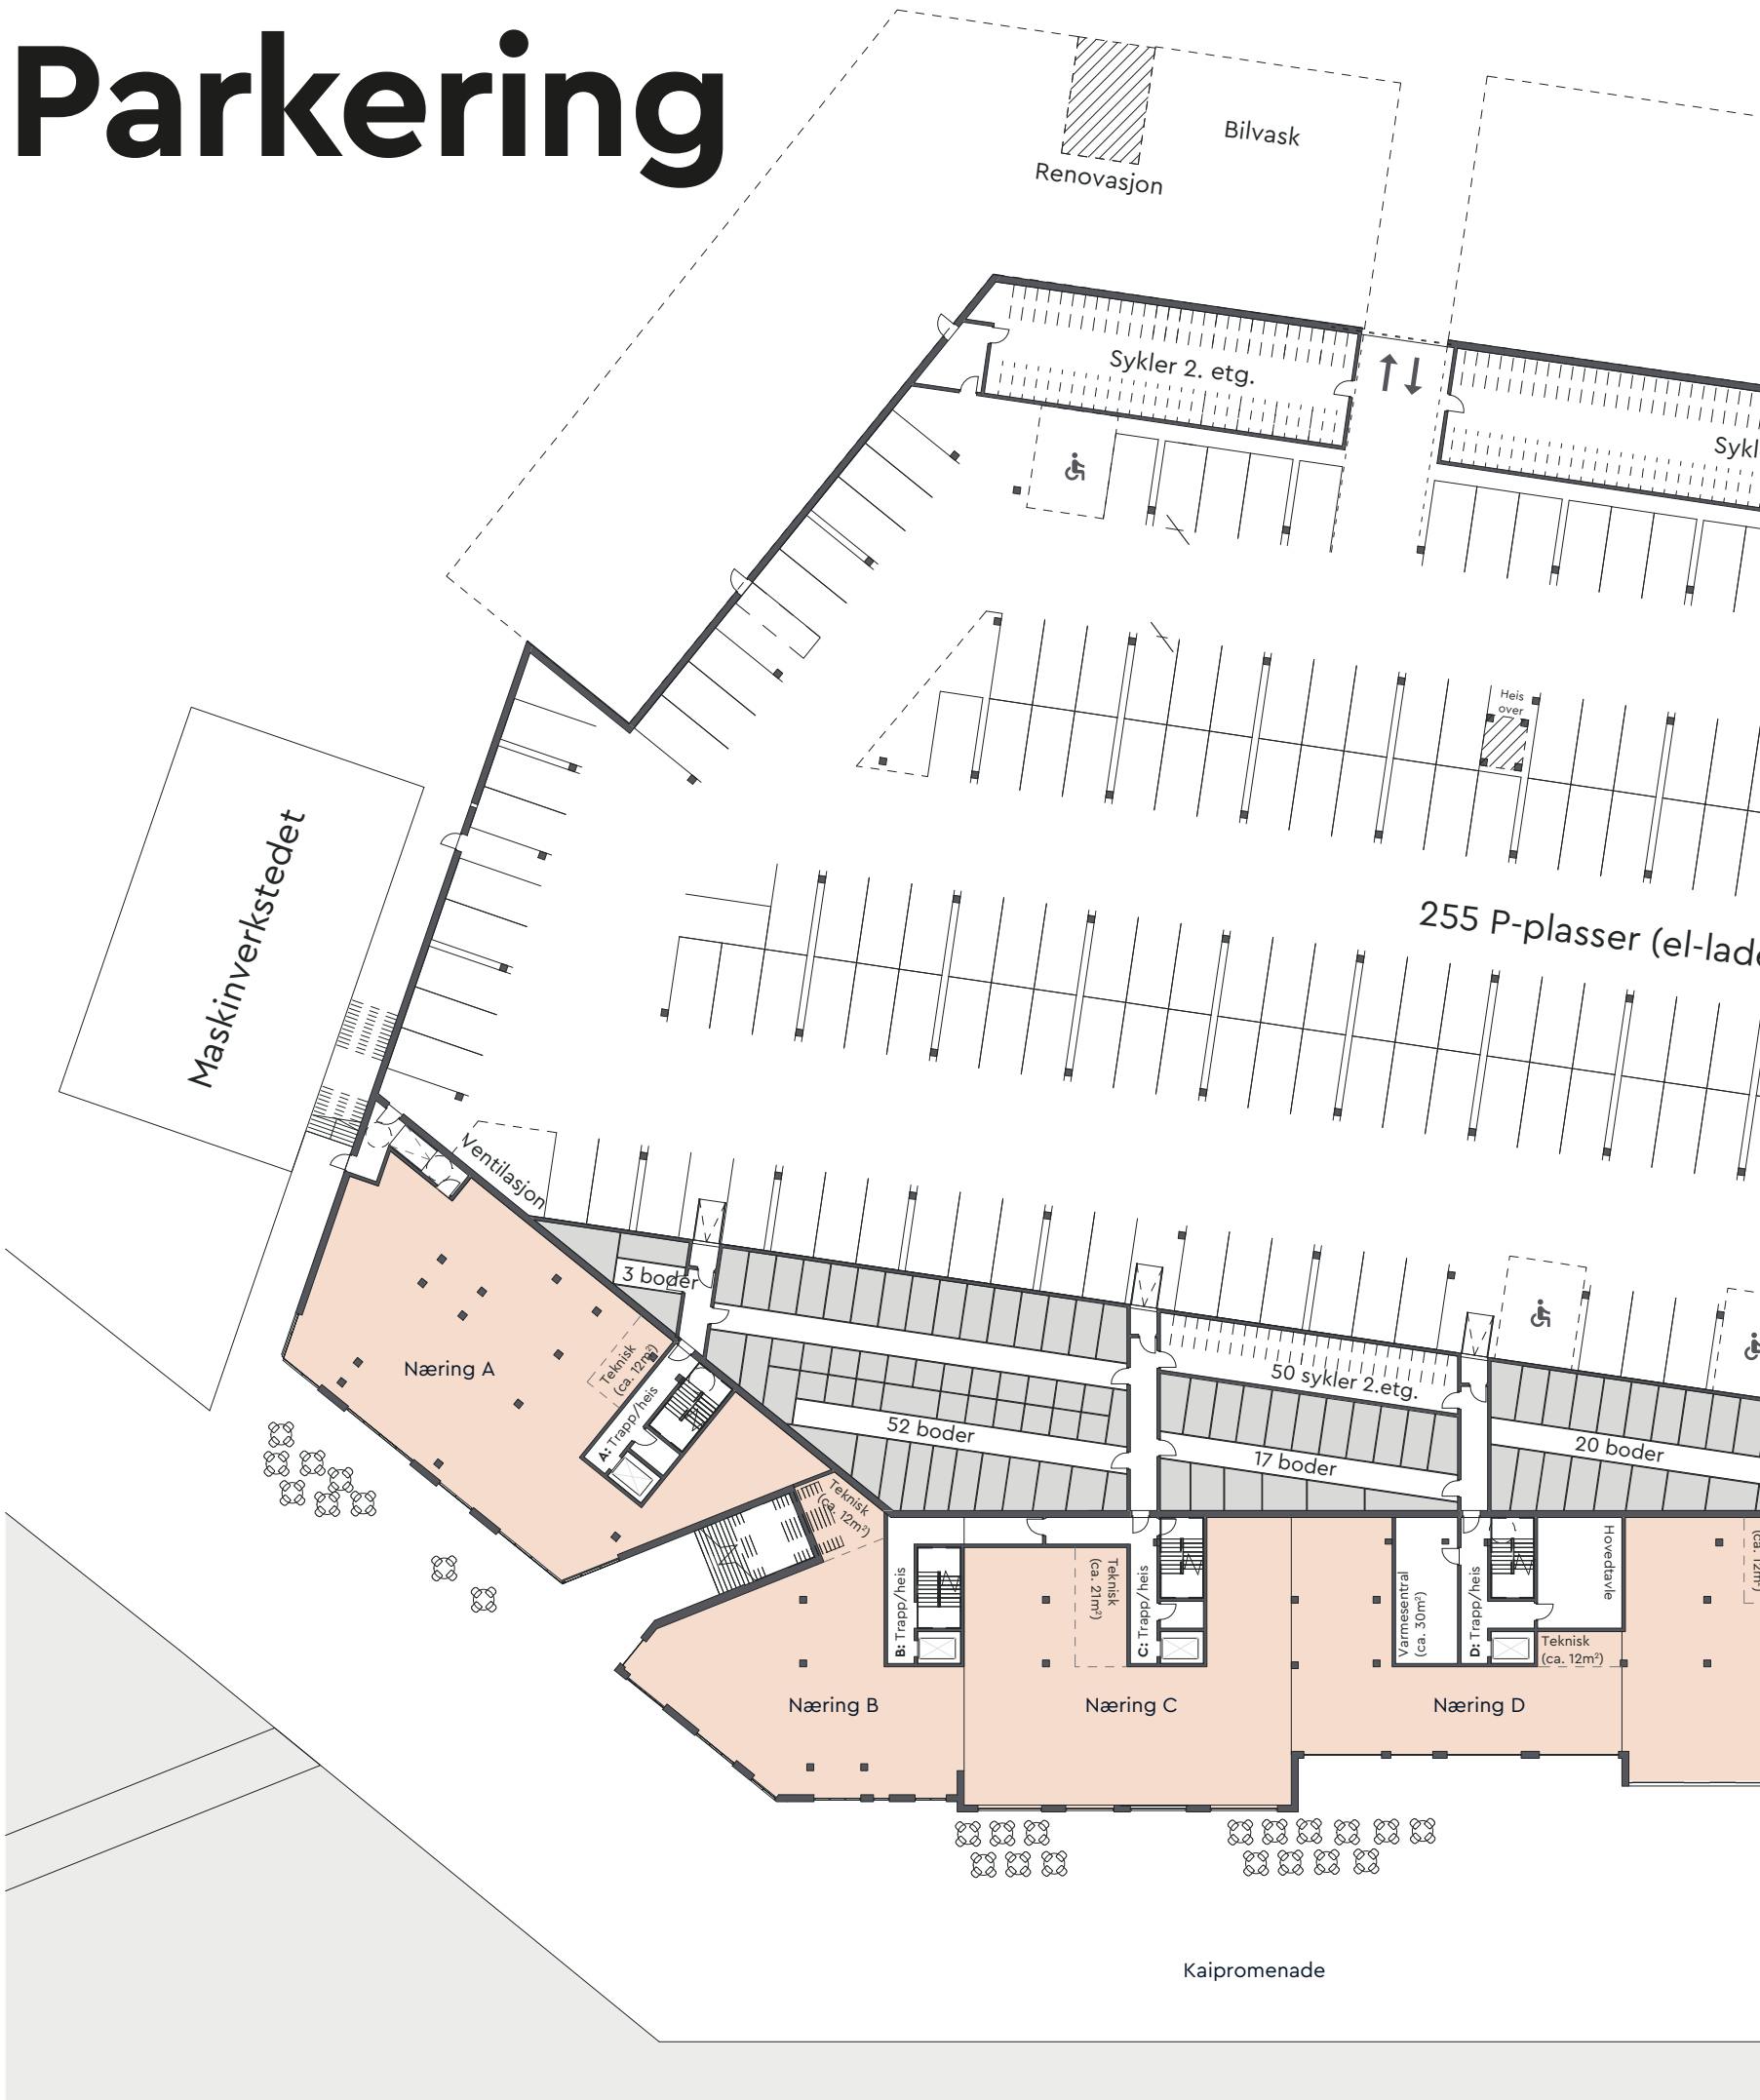 Parkering
Bilvask
Renovasjon
Sykler 2. etg.
Sykl
Heis
over
Maskinverkstedet
255 P-plasser (el-lade
Ventilasjon
3 boder
Næring A
Teknisk
(ca. 12m²)
A: Trapp/heis
52 boder
50 sykler 2.etg.
17 boder
20 boder
Teknisk
(ca. 12m²)
B: Trapp/heis
Teknisk
(ca. 21m²)
C: Trapp/heis
Varmesentral
(ca. 30m²)
D: Trapp/heis
Hovedtavle
Teknisk
(ca. 12m²)
(ca. 12m²)
Næring B
Næring C
Næring D
Kaipromenade